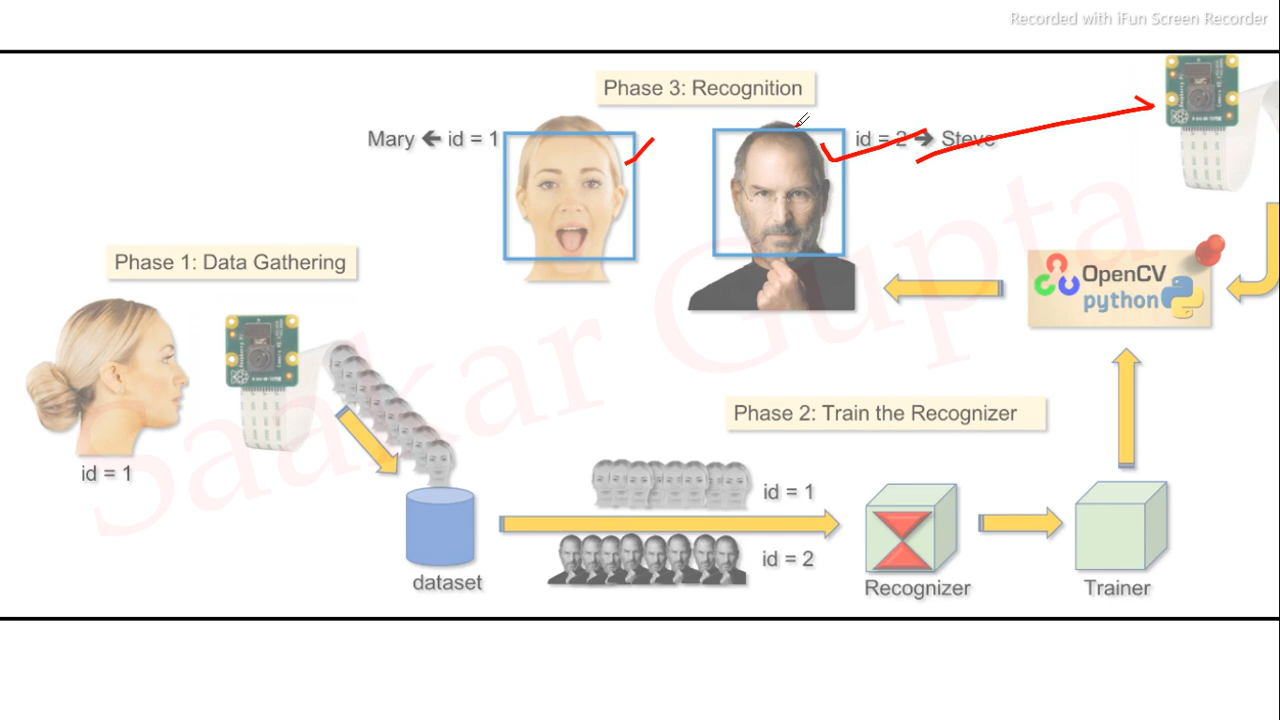 Recorded with iFun Screen Recorder
Phase 3: Recognition
Mary ← id = 1
id = 2 → Steve
OpenCV
python
Phase 1: Data Gathering
Saakar Gupta
Phase 2: Train the Recognizer
id = 1
id = 1
id = 2
dataset
Recognizer
Trainer